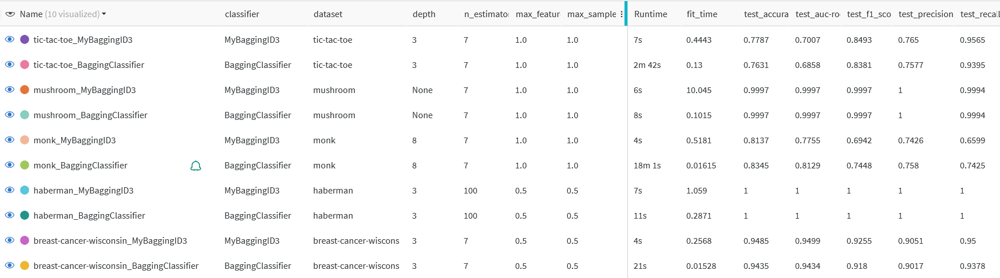 Name (10 visualized) classifier dataset depth n_estimator max_featur max_sample Runtime fit_time test_accura test_auc-ro test_f1_sco test_precision test_recall
tic-tac-toe_MyBaggingID3 MyBaggingID3 tic-tac-toe 3 7 1.0 1.0 7s 0.4443 0.7787 0.7007 0.8493 0.765 0.9565
tic-tac-toe_BaggingClassifier BaggingClassifier tic-tac-toe 3 7 1.0 1.0 2m 42s 0.13 0.7631 0.6858 0.8381 0.7577 0.9395
mushroom_MyBaggingID3 MyBaggingID3 mushroom None 7 1.0 1.0 6s 10.045 0.9997 0.9997 0.9997 1 0.9994
mushroom_BaggingClassifier BaggingClassifier mushroom None 7 1.0 1.0 8s 0.1015 0.9997 0.9997 0.9997 1 0.9994
monk_MyBaggingID3 MyBaggingID3 monk 8 7 1.0 1.0 4s 0.5181 0.8137 0.7755 0.6942 0.7426 0.6599
monk_BaggingClassifier BaggingClassifier monk 8 7 1.0 1.0 18m 1s 0.01615 0.8345 0.8129 0.7448 0.758 0.7425
haberman_MyBaggingID3 MyBaggingID3 haberman 3 100 0.5 0.5 7s 1.059 1 1 1 1 1
haberman_BaggingClassifier BaggingClassifier haberman 3 100 0.5 0.5 11s 0.2871 1 1 1 1 1
breast-cancer-wisconsin_MyBaggingID3 MyBaggingID3 breast-cancer-wiscons 3 7 0.5 0.5 4s 0.2568 0.9485 0.9499 0.9255 0.9051 0.95
breast-cancer-wisconsin_BaggingClassifier BaggingClassifier breast-cancer-wiscons 3 7 0.5 0.5 21s 0.01528 0.9435 0.9434 0.918 0.9017 0.9378